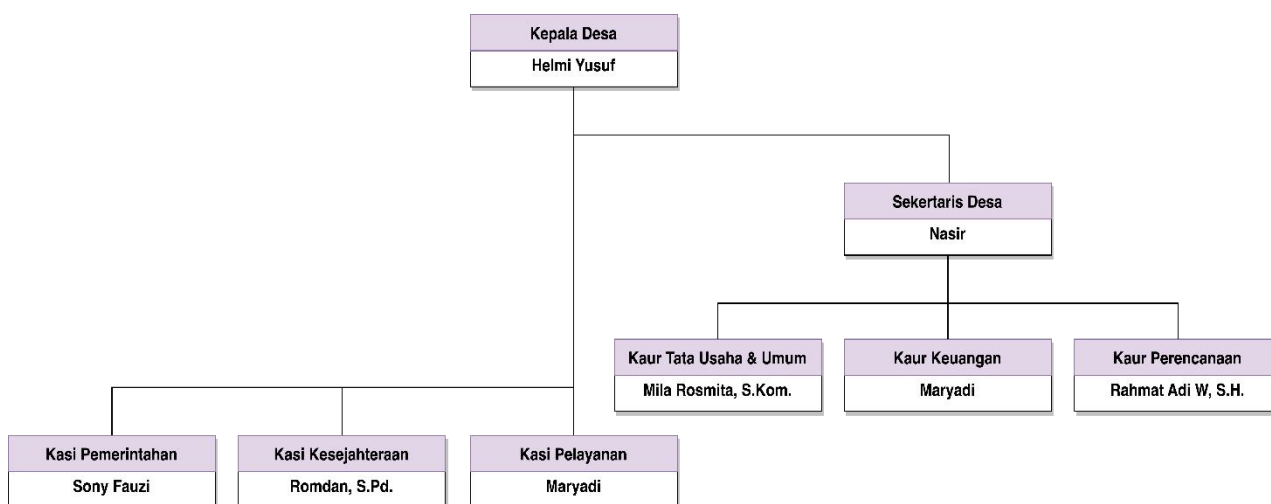 Kepala Desa
Helmi Yusuf
Sekertaris Desa
Nasir
Kaur Tata Usaha & Umum
Mila Rosmita, S.Kom.
Kaur Keuangan
Maryadi
Kaur Perencanaan
Rahmat Adi W, S.H.
Kasi Pemerintahan
Sony Fauzi
Kasi Kesejahteraan
Romdan, S.Pd.
Kasi Pelayanan
Maryadi